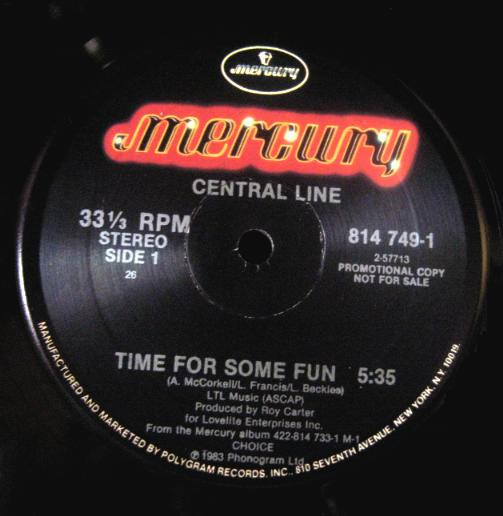 mercury
mercury
CENTRAL LINE
33⅓ RPM
STEREO
SIDE 1
26
814 749-1
2-57713
PROMOTIONAL COPY
NOT FOR SALE
TIME FOR SOME FUN 5:35
(A. McCorkell/L. Francis/L. Beckles)
LTL Music (ASCAP)
Produced by Roy Carter
for Lovelite Enterprises Inc.
From the Mercury album 422-814 733-1 M-1
CHOICE
℗ 1983 Phonogram Ltd.
MANUFACTURED AND MARKETED BY POLYGRAM RECORDS, INC., 810 SEVENTH AVENUE, NEW YORK, N.Y. 10019.